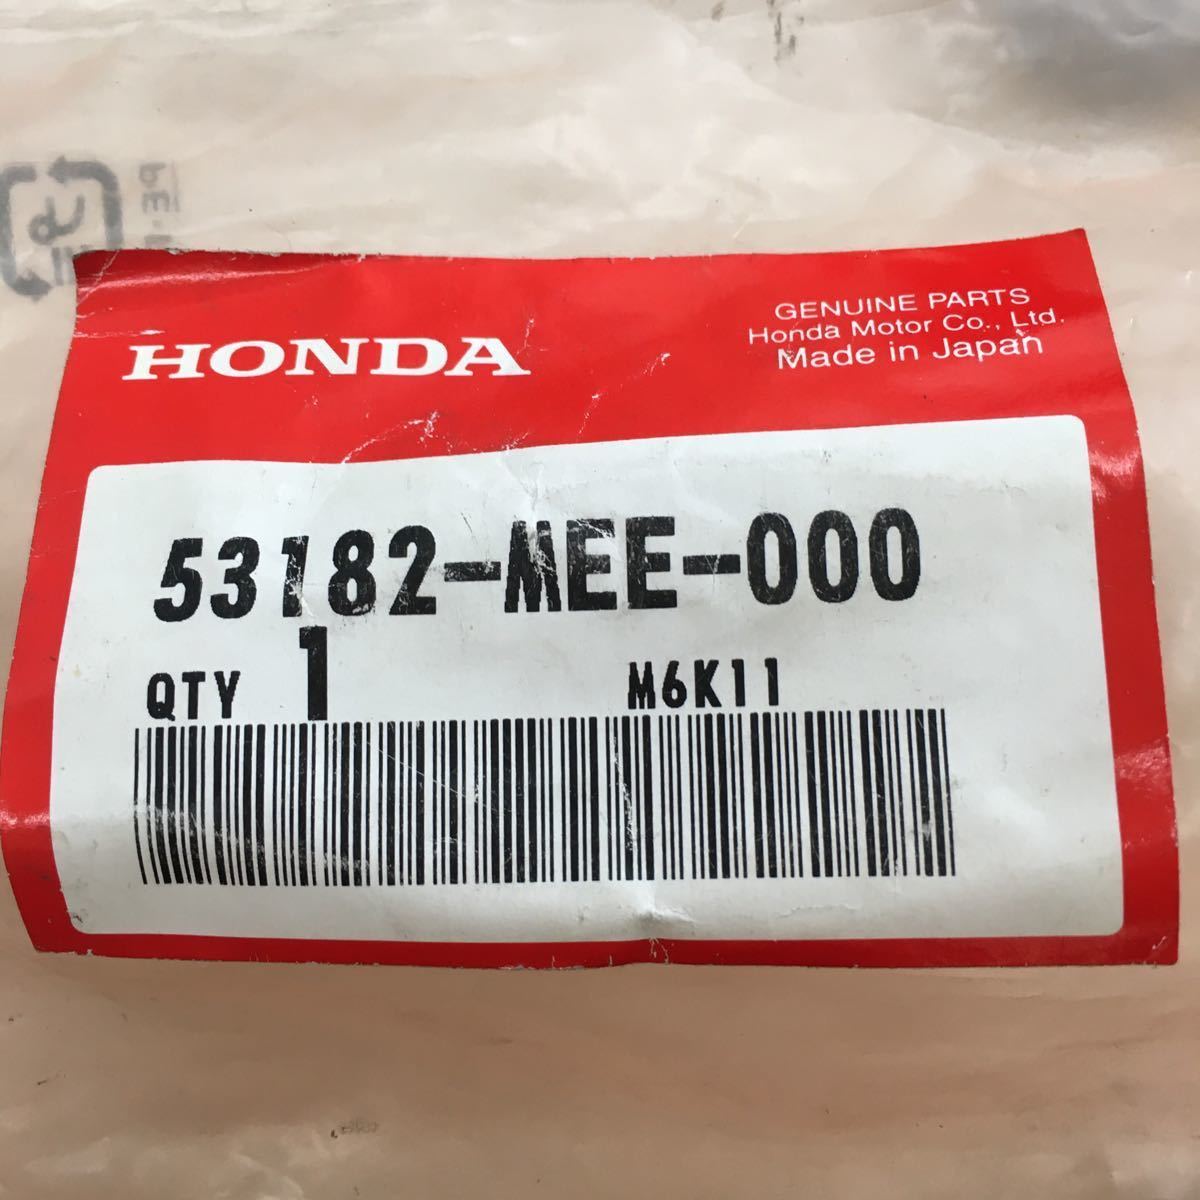 HONDA
GENUINE PARTS
Honda Motor Co., Ltd.
Made in Japan
53182-MEE-000
QTY 1 M6K11